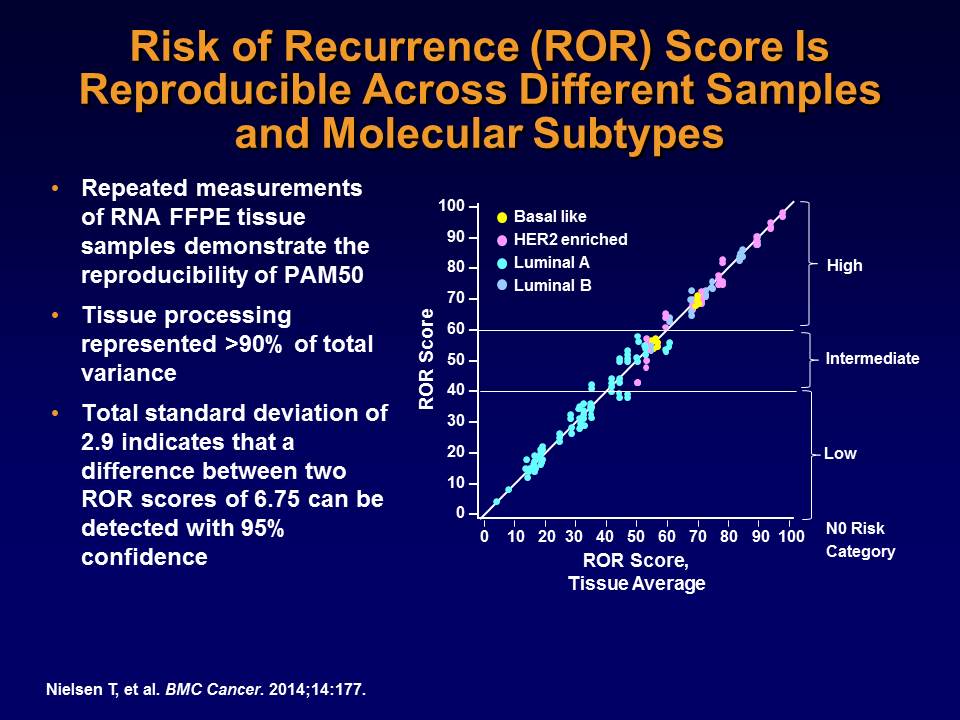 Risk of Recurrence (ROR) Score Is
Reproducible Across Different Samples
and Molecular Subtypes
• Repeated measurements
of RNA FFPE tissue
samples demonstrate the
reproducibility of PAM50
• Tissue processing
represented >90% of total
variance
• Total standard deviation of
2.9 indicates that a
difference between two
ROR scores of 6.75 can be
detected with 95%
confidence
ROR Score
100
90
80
70
60
50
40
30
20
10
0
Basal like
HER2 enriched
Luminal A
Luminal B
High
Intermediate
Low
N0 Risk
Category
0 10 20 30 40 50 60 70 80 90 100
ROR Score,
Tissue Average
Nielsen T, et al. BMC Cancer. 2014;14:177.